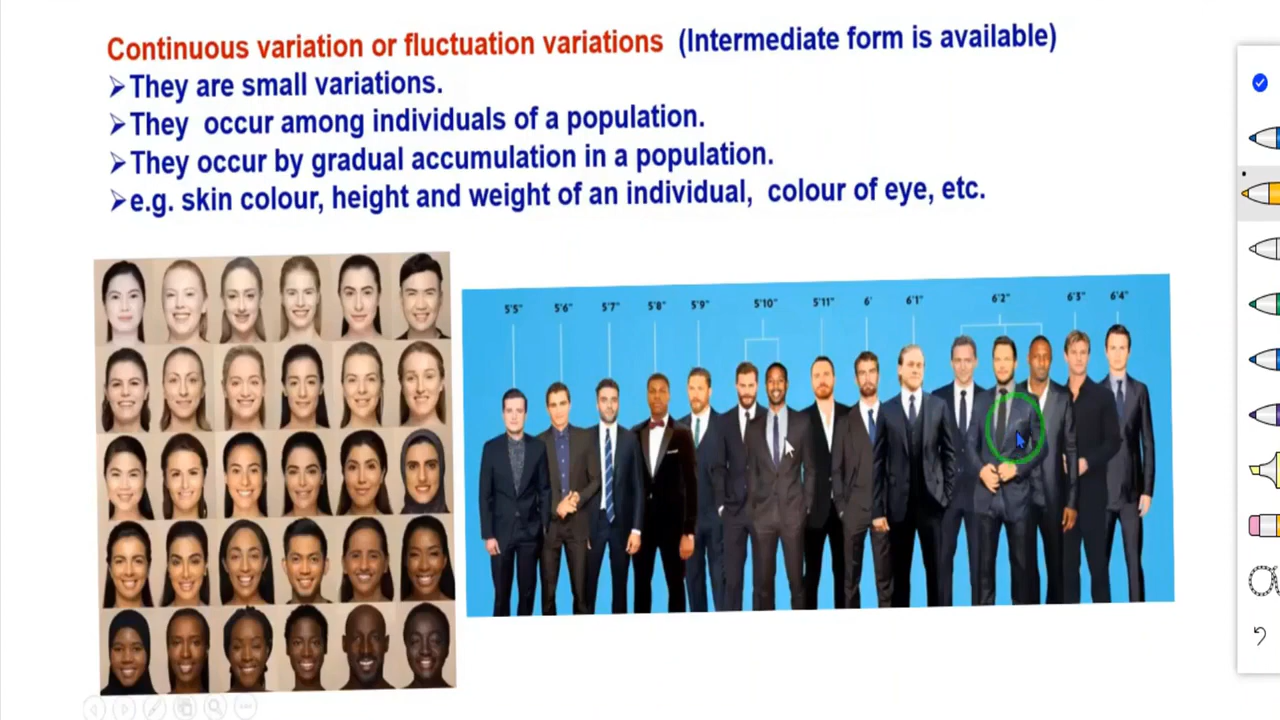 Continuous variation or fluctuation variations (Intermediate form is available)
➢They are small variations.
➢They occur among individuals of a population.
➢They occur by gradual accumulation in a population.
➢e.g. skin colour, height and weight of an individual, colour of eye, etc.
5'5" 5'6" 5'7" 5'8" 5'9" 5'10" 5'11" 6' 6'1" 6'2" 6'3" 6'4"